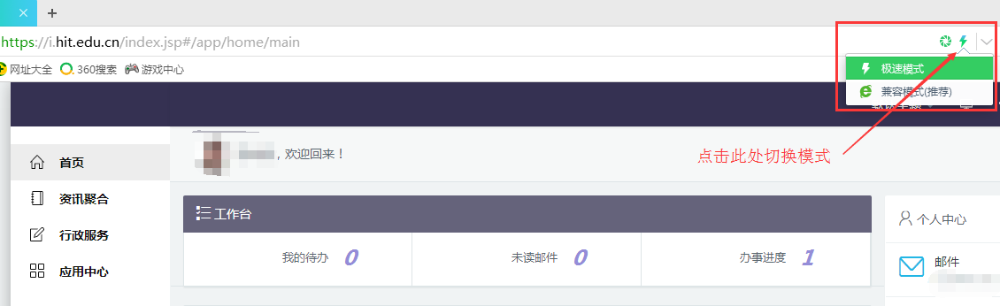 https://i.hit.edu.cn/index.jsp#/app/home/main
网址大全 360搜索 游戏中心
极速模式
兼容模式(推荐)
点击此处切换模式
，欢迎回来！
首页
资讯聚合
行政服务
应用中心
工作台
我的待办 0
未读邮件 0
办事进度 1
个人中心
邮件